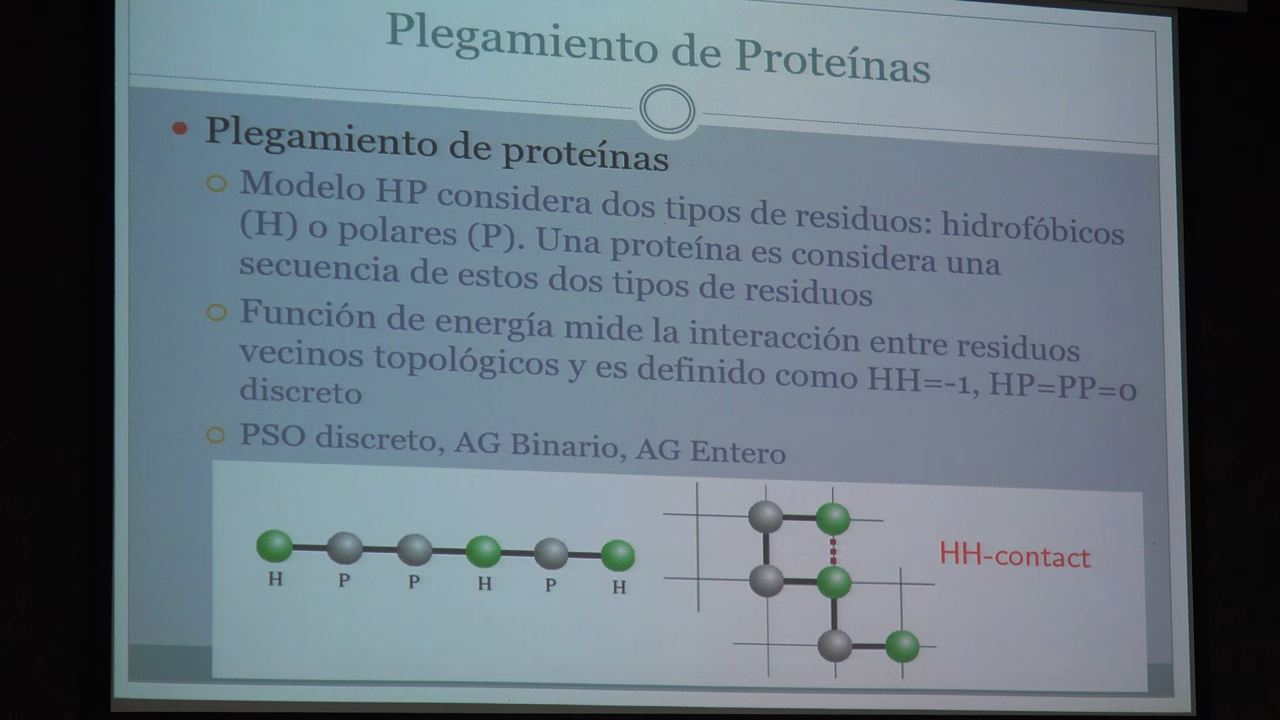 Plegamiento de Proteínas
• Plegamiento de proteínas
Modelo HP considera dos tipos de residuos: hidrofóbicos
(H) o polares (P). Una proteína es considera una
secuencia de estos dos tipos de residuos
Función de energía mide la interacción entre residuos
vecinos topológicos y es definido como HH=-1, HP=PP=0
discreto
PSO discreto, AG Binario, AG Entero
H P P H P H
HH-contact